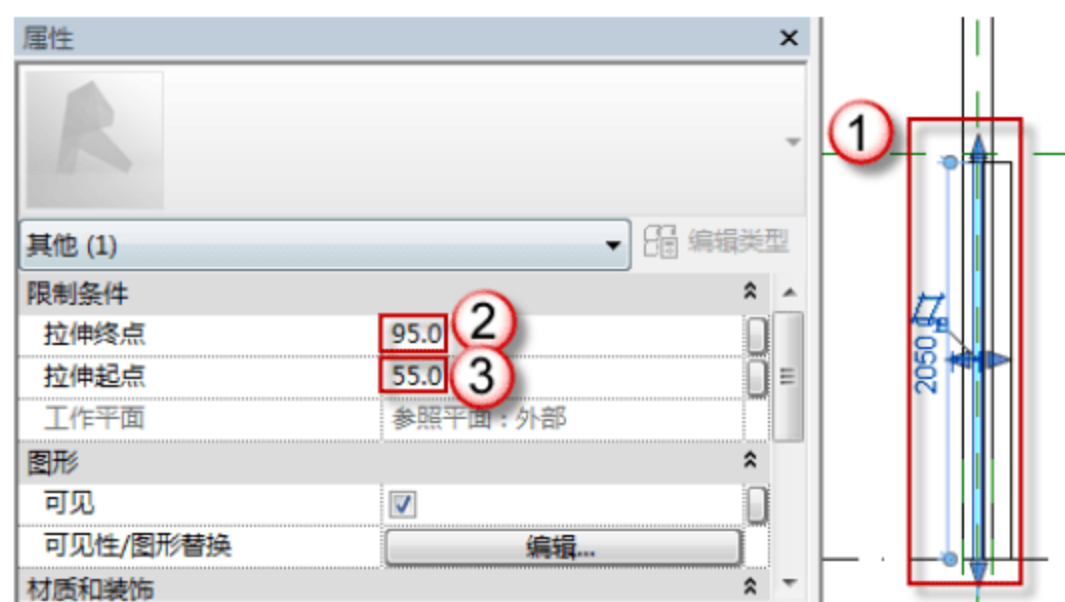 属性
其他 (1)
编辑类型
限制条件
拉伸终点 95.0 2
拉伸起点 55.0 3
工作平面 参照平面 : 外部
图形
可见
可见性/图形替换 编辑...
材质和装饰
1
2050